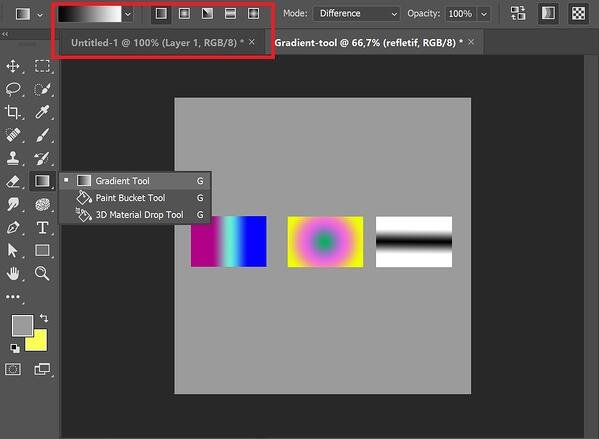 Mode: Difference Opacity: 100%
Untitled-1 @ 100% (Layer 1, RGB/8) * × Gradient-tool @ 66,7% (refletif, RGB/8) * ×
Gradient Tool G
Paint Bucket Tool G
3D Material Drop Tool G